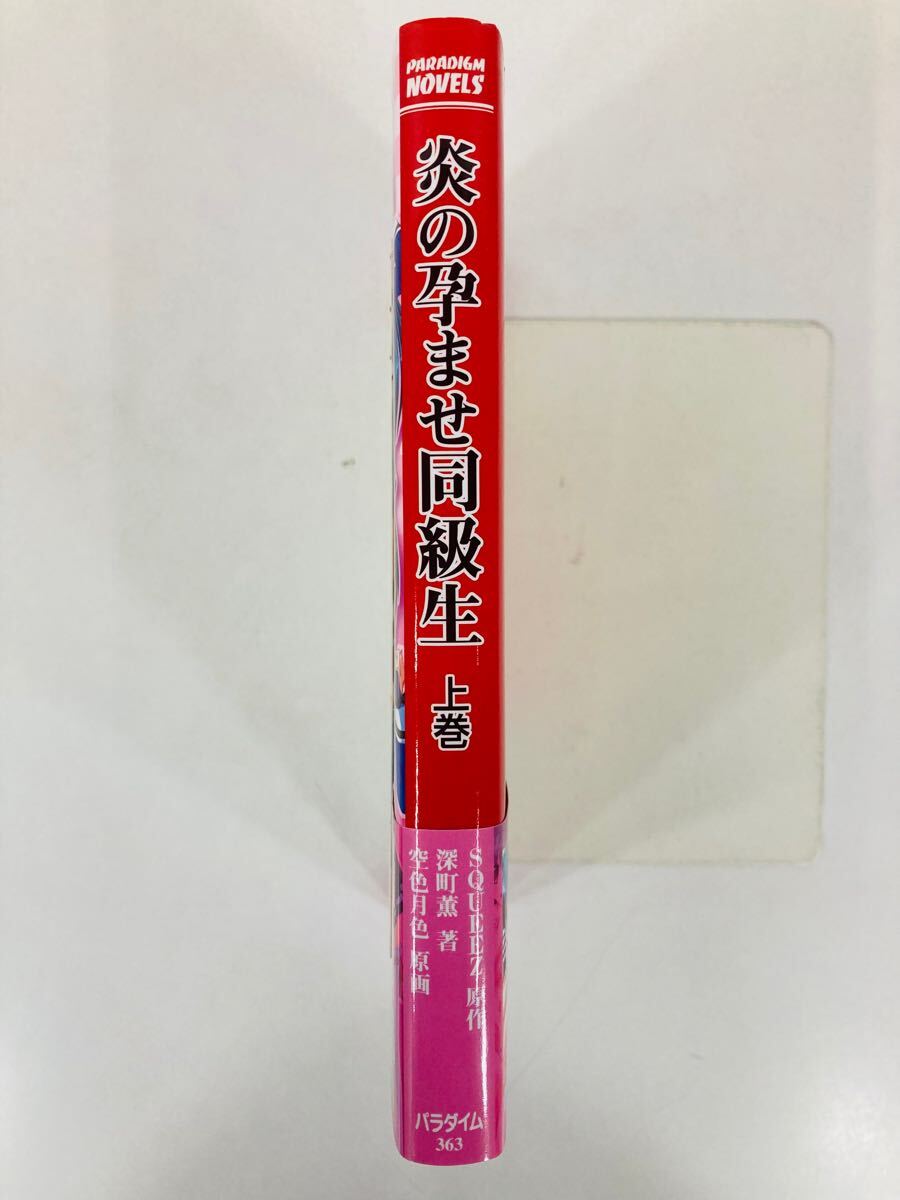 PARADIGM
NOVELS
炎の孕ませ同級生
上巻
SQUEEZ 原作
深町薫 著
空色月色 原画
パラダイム
363